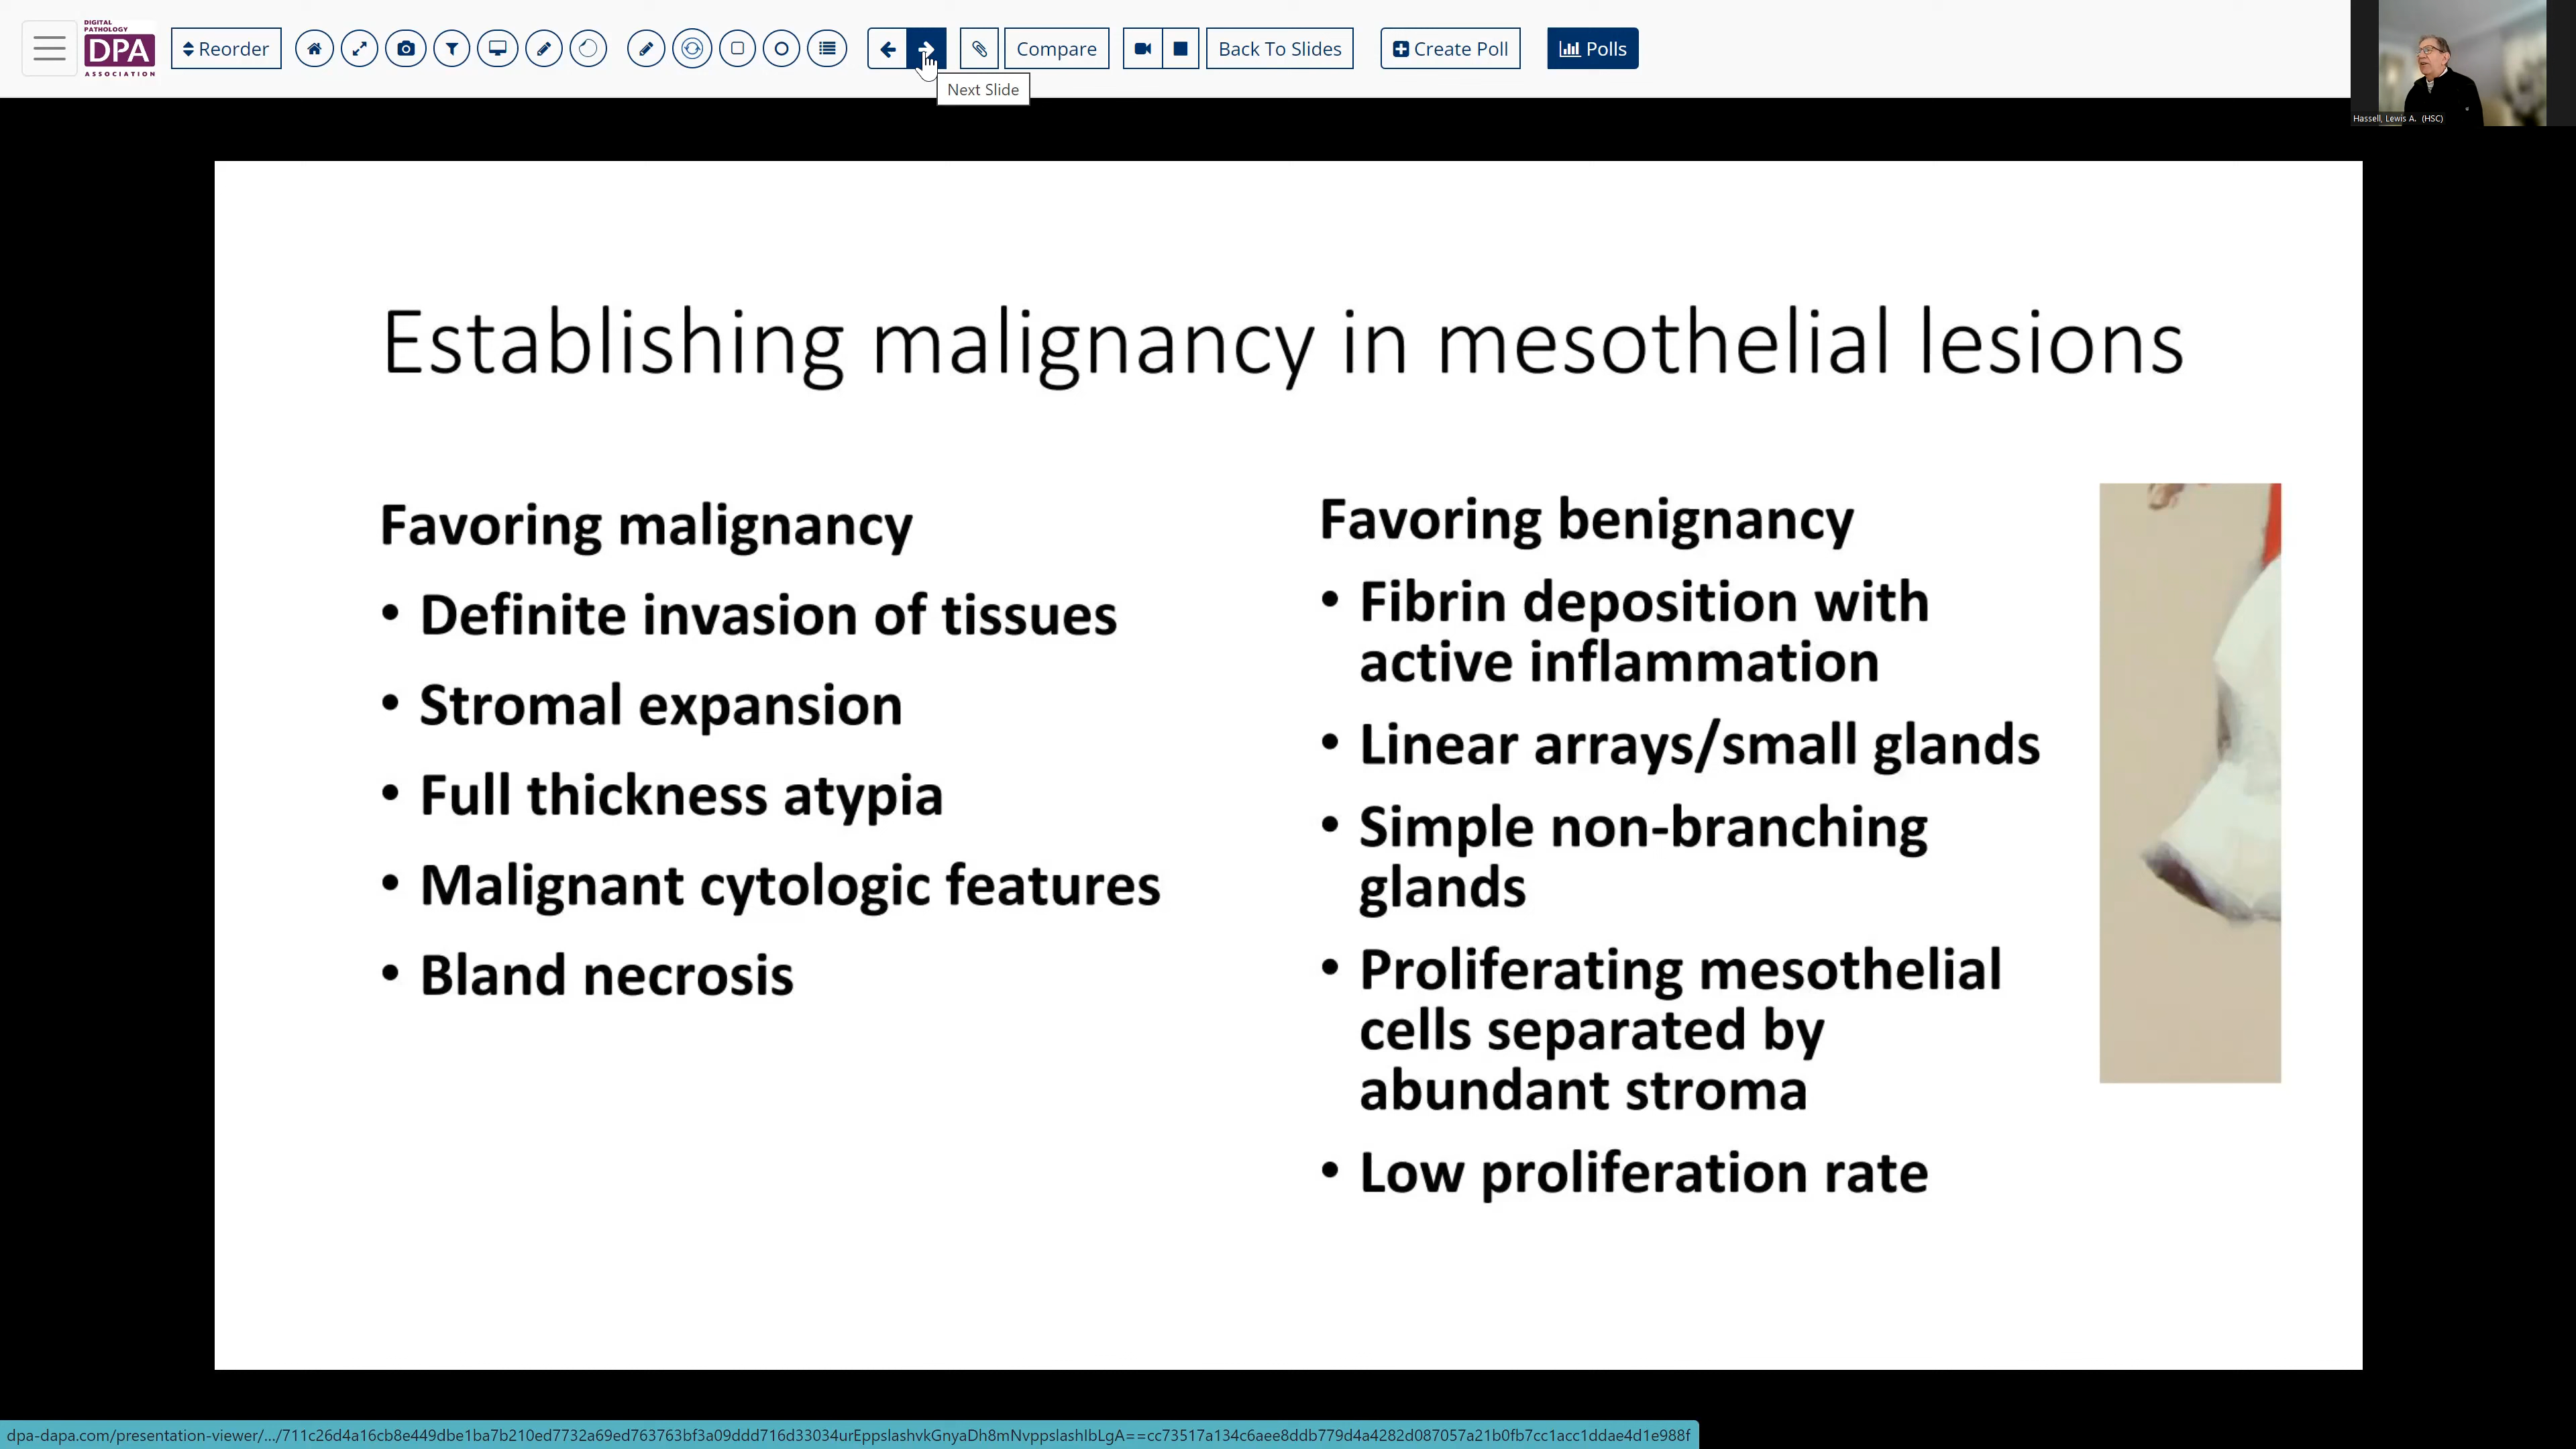 DIGITAL
PATHOLOGY
DPA
ASSOCIATION
Reorder
Compare
Back To Slides
Create Poll
Polls
Next Slide
Hassell, Lewis A. (HSC)
Establishing malignancy in mesothelial lesions
Favoring malignancy
• Definite invasion of tissues
• Stromal expansion
• Full thickness atypia
• Malignant cytologic features
• Bland necrosis
Favoring benignancy
• Fibrin deposition with
active inflammation
• Linear arrays/small glands
• Simple non-branching
glands
• Proliferating mesothelial
cells separated by
abundant stroma
• Low proliferation rate
dpa-dapa.com/presentation-viewer/.../711c26d4a16cb8e449dbe1ba7b210ed7732a69ed763763bf3a09ddd716d33034urEppslashvkGnyaDh8mNvppslashIbLgA==cc73517a134c6aee8ddb779d4a4282d087057a21b0fb7cc1acc1ddae4d1e988f